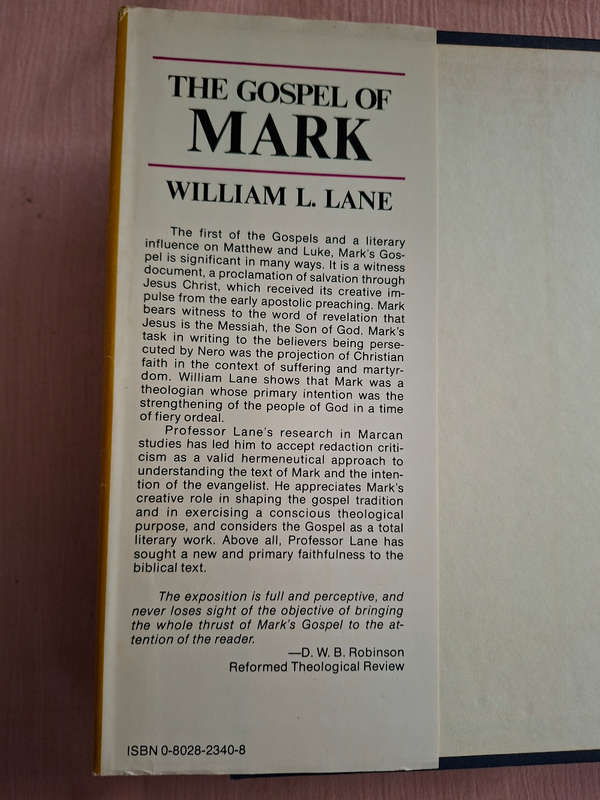 THE GOSPEL OF
MARK
WILLIAM L. LANE
The first of the Gospels and a literary
influence on Matthew and Luke, Mark's Gos-
pel is significant in many ways. It is a witness
document, a proclamation of salvation through
Jesus Christ, which received its creative im-
pulse from the early apostolic preaching. Mark
bears witness to the word of revelation that
Jesus is the Messiah, the Son of God. Mark's
task in writing to the believers being perse-
cuted by Nero was the projection of Christian
faith in the context of suffering and martyr-
dom. William Lane shows that Mark was a
theologian whose primary intention was the
strengthening of the people of God in a time
of fiery ordeal.
Professor Lane's research in Marcan
studies has led him to accept redaction criti-
cism as a valid hermeneutical approach to
understanding the text of Mark and the inten-
tion of the evangelist. He appreciates Mark's
creative role in shaping the gospel tradition
and in exercising a conscious theological
purpose, and considers the Gospel as a total
literary work. Above all, Professor Lane has
sought a new and primary faithfulness to the
biblical text.
The exposition is full and perceptive, and
never loses sight of the objective of bringing
the whole thrust of Mark's Gospel to the at-
tention of the reader.
—D. W. B. Robinson
Reformed Theological Review
ISBN 0-8028-2340-8